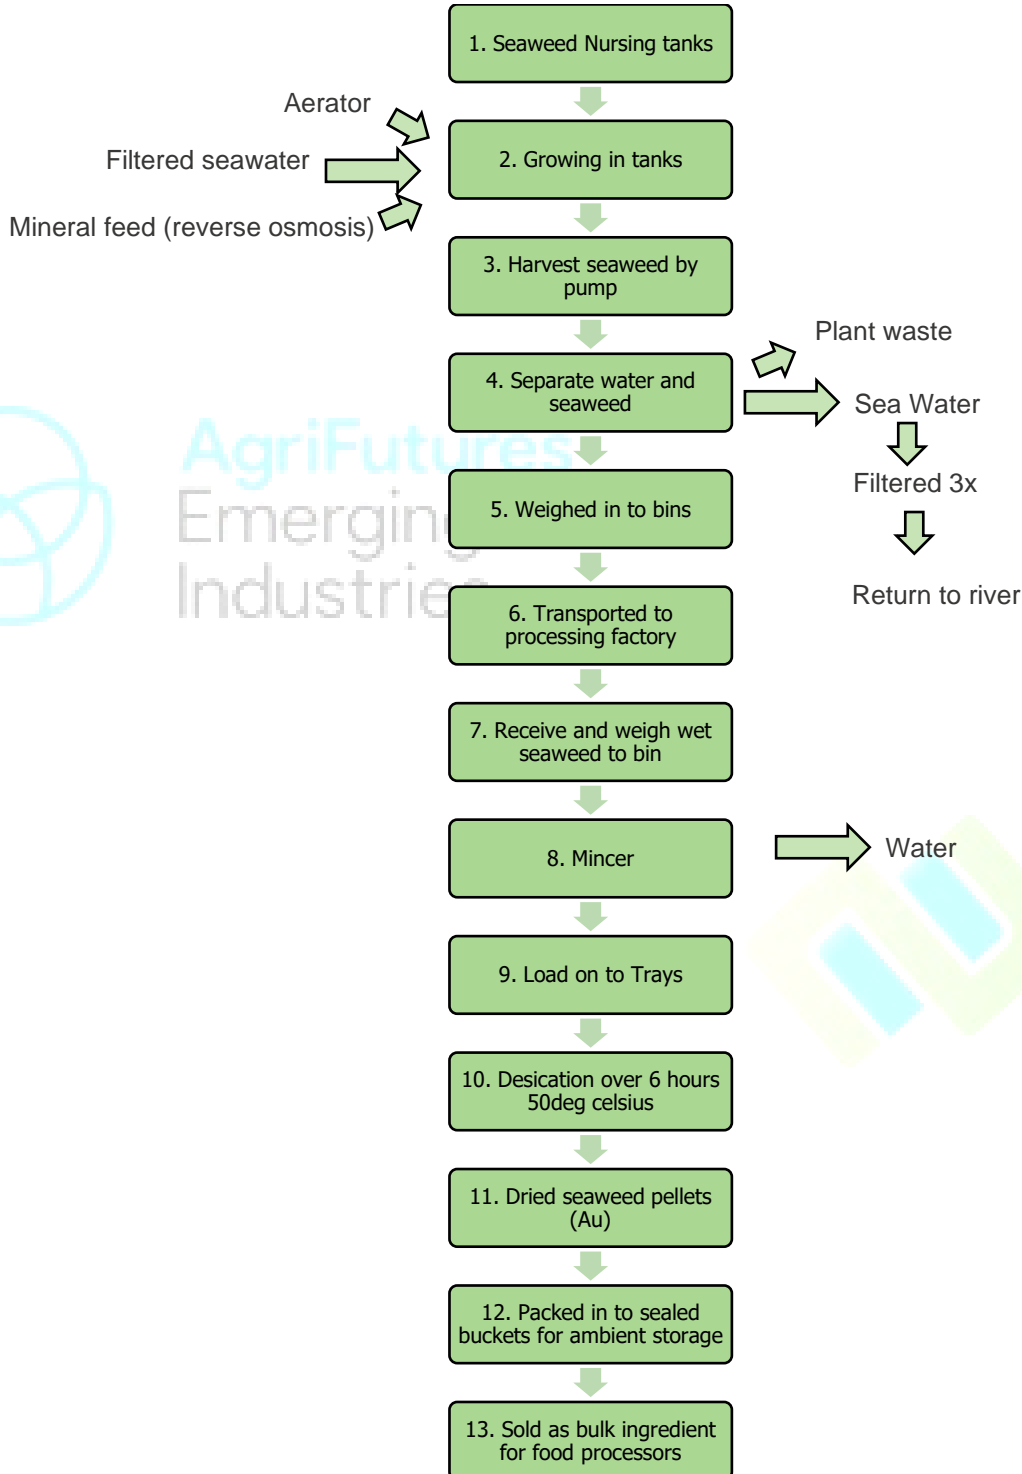 1. Seaweed Nursing tanks
Aerator
Filtered seawater
Mineral feed (reverse osmosis)
2. Growing in tanks
3. Harvest seaweed by
pump
4. Separate water and
seaweed
Plant waste
Sea Water
Filtered 3x
Return to river
AgriFutures
Emerging
Industries
5. Weighed in to bins
6. Transported to
processing factory
7. Receive and weigh wet
seaweed to bin
8. Mincer
Water
9. Load on to Trays
10. Desication over 6 hours
50deg celsius
11. Dried seaweed pellets
(Au)
12. Packed in to sealed
buckets for ambient storage
13. Sold as bulk ingredient
for food processors